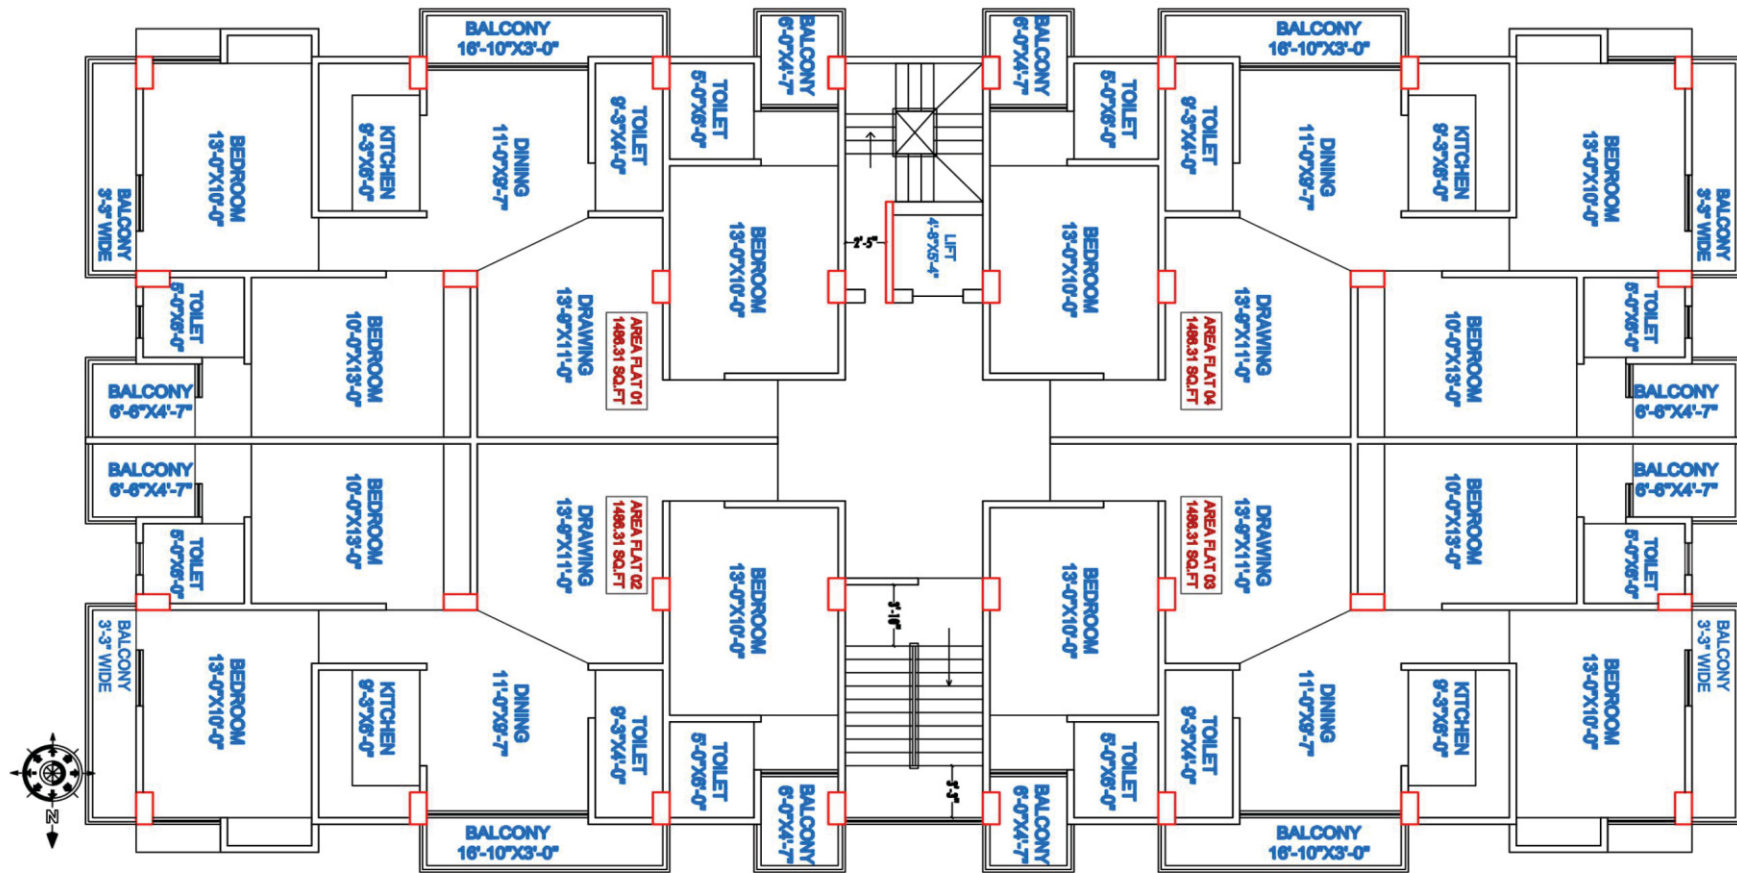 BALCONY
16'-10"X3'-0"
BALCONY
6'-0"X4'-7"
BALCONY
6'-0"X4'-7"
BALCONY
16'-10"X3'-0"
BEDROOM
13'-0"X10'-0"
KITCHEN
9'-3"X6'-0"
DINING
11'-0"X9'-7"
TOILET
9'-3"X4'-0"
TOILET
5'-0"X6'-0"
TOILET
5'-0"X6'-0"
TOILET
9'-3"X4'-0"
DINING
11'-0"X9'-7"
KITCHEN
9'-3"X6'-0"
BEDROOM
13'-0"X10'-0"
BALCONY
3'-3" WIDE
BEDROOM
13'-0"X10'-0"
2'-5"
LIFT
4'-8"X5'-4"
BEDROOM
13'-0"X10'-0"
BALCONY
3'-3" WIDE
TOILET
5'-0"X6'-0"
BEDROOM
10'-0"X13'-0"
DRAWING
13'-9"X11'-0"
AREA FLAT 01
1486.31 SQ.FT
AREA FLAT 04
1486.31 SQ.FT
DRAWING
13'-9"X11'-0"
BEDROOM
10'-0"X13'-0"
TOILET
5'-0"X6'-0"
BALCONY
6'-6"X4'-7"
BALCONY
6'-6"X4'-7"
BALCONY
6'-6"X4'-7"
BALCONY
6'-6"X4'-7"
TOILET
5'-0"X6'-0"
BEDROOM
10'-0"X13'-0"
DRAWING
13'-9"X11'-0"
AREA FLAT 02
1486.31 SQ.FT
AREA FLAT 03
1486.31 SQ.FT
DRAWING
13'-9"X11'-0"
BEDROOM
10'-0"X13'-0"
TOILET
5'-0"X6'-0"
BEDROOM
13'-0"X10'-0"
3'-10"
BEDROOM
13'-0"X10'-0"
BALCONY
3'-3" WIDE
BEDROOM
13'-0"X10'-0"
KITCHEN
9'-3"X6'-0"
DINING
11'-0"X9'-7"
TOILET
9'-3"X4'-0"
TOILET
5'-0"X6'-0"
BALCONY
6'-0"X4'-7"
3'-3"
BALCONY
6'-0"X4'-7"
TOILET
5'-0"X6'-0"
TOILET
9'-3"X4'-0"
DINING
11'-0"X9'-7"
KITCHEN
9'-3"X6'-0"
BEDROOM
13'-0"X10'-0"
BALCONY
3'-3" WIDE
N
BALCONY
16'-10"X3'-0"
BALCONY
16'-10"X3'-0"